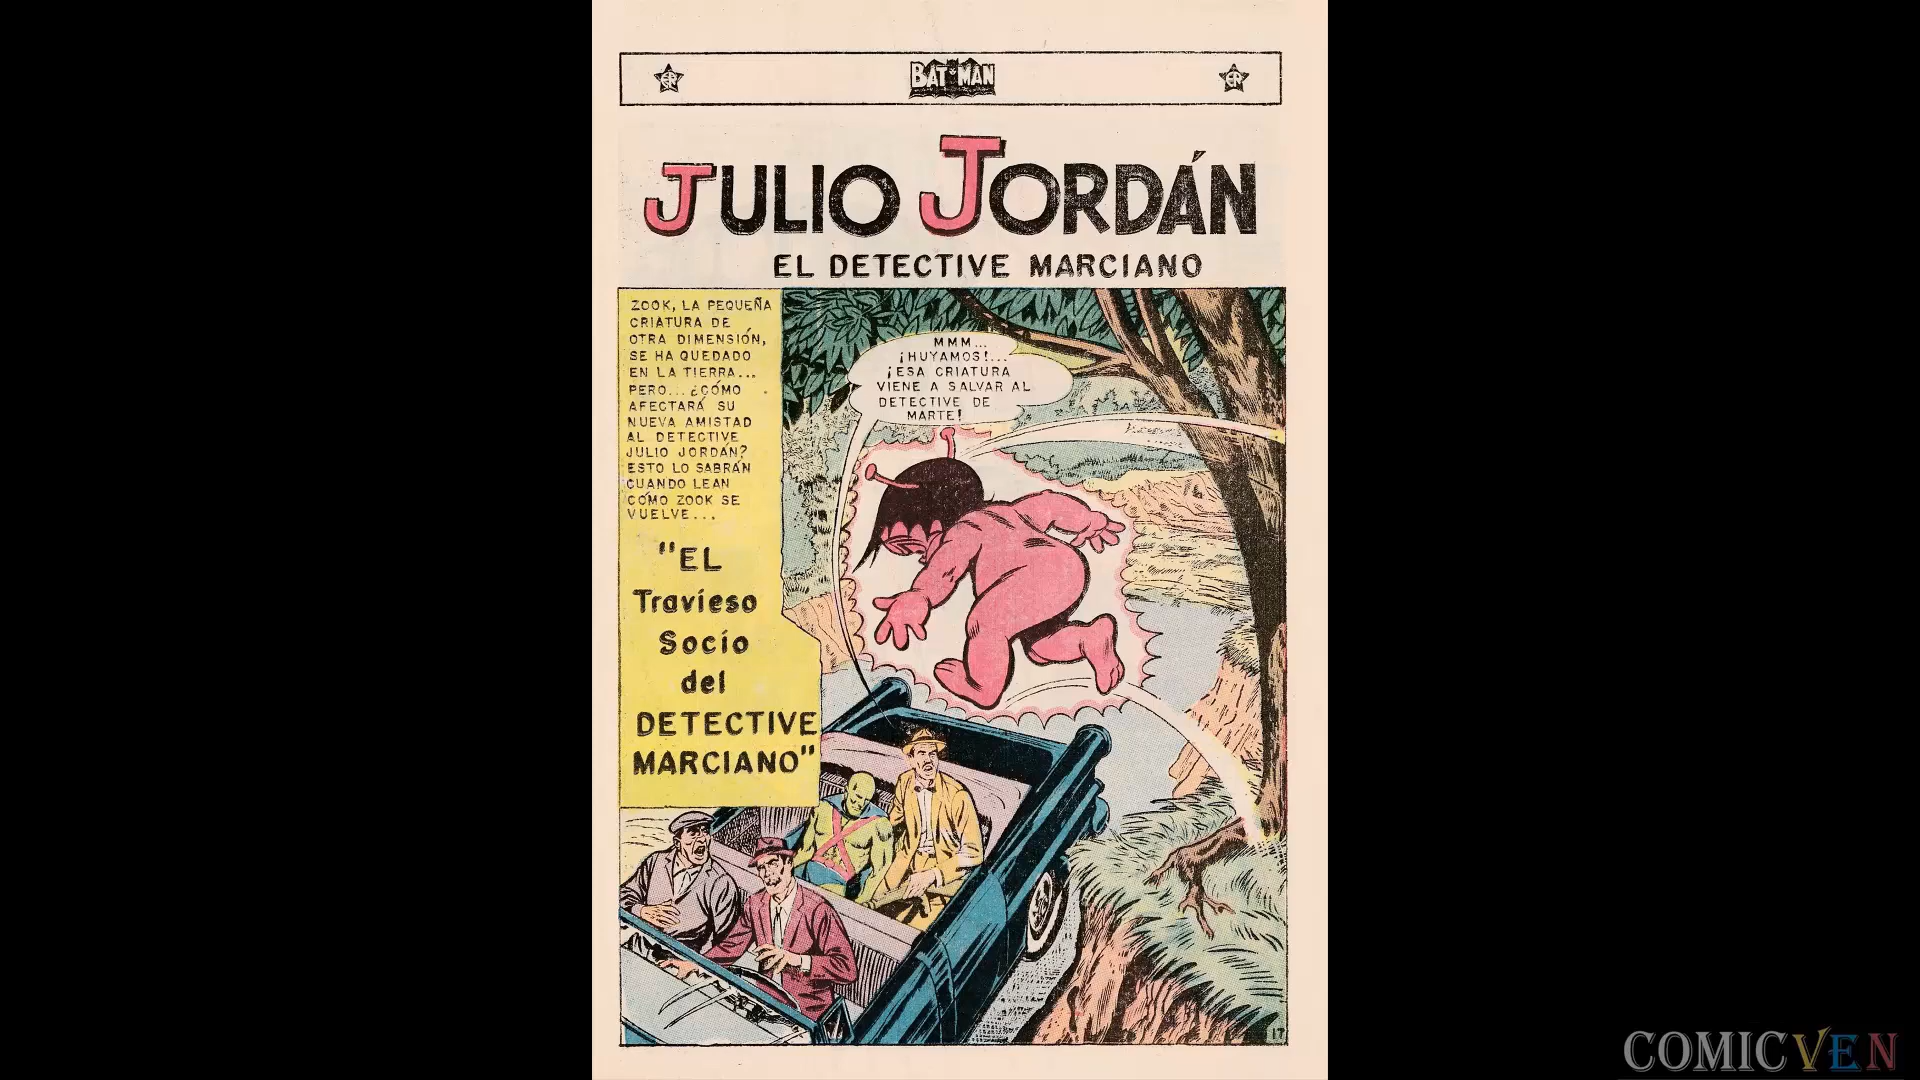 BATMAN
JULIO JORDÁN
EL DETECTIVE MARCIANO
ZOOK, LA PEQUEÑA
CRIATURA DE
OTRA DIMENSIÓN,
SE HA QUEDADO
EN LA TIERRA...
PERO...¿CÓMO
AFECTARÁ SU
NUEVA AMISTAD
AL DETECTIVE
JULIO JORDÁN?
ESTO LO SABRÁN
CUANDO LEAN
CÓMO ZOOK SE
VUELVE...
"EL
Travieso
Socio
del
DETECTIVE
MARCIANO"
MMM...
¡HUYAMOS!...
¡ESA CRIATURA
VIENE A SALVAR AL
DETECTIVE DE
MARTE!
17
COMICVEN